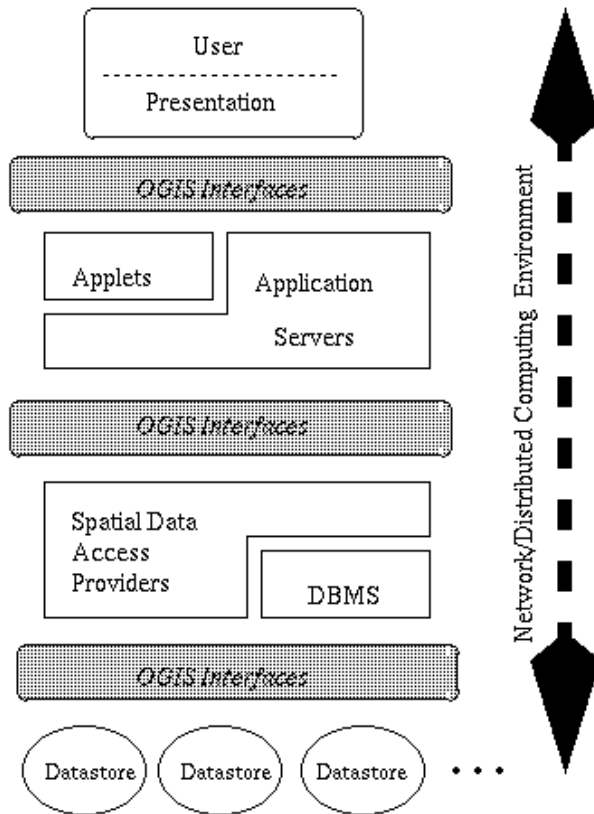 User
Presentation
OGIS Interfaces
Applets
Application
Servers
OGIS Interfaces
Spatial Data
Access
Providers
DBMS
OGIS Interfaces
Datastore
Datastore
Datastore
• • •
Network/Distributed Computing Environment